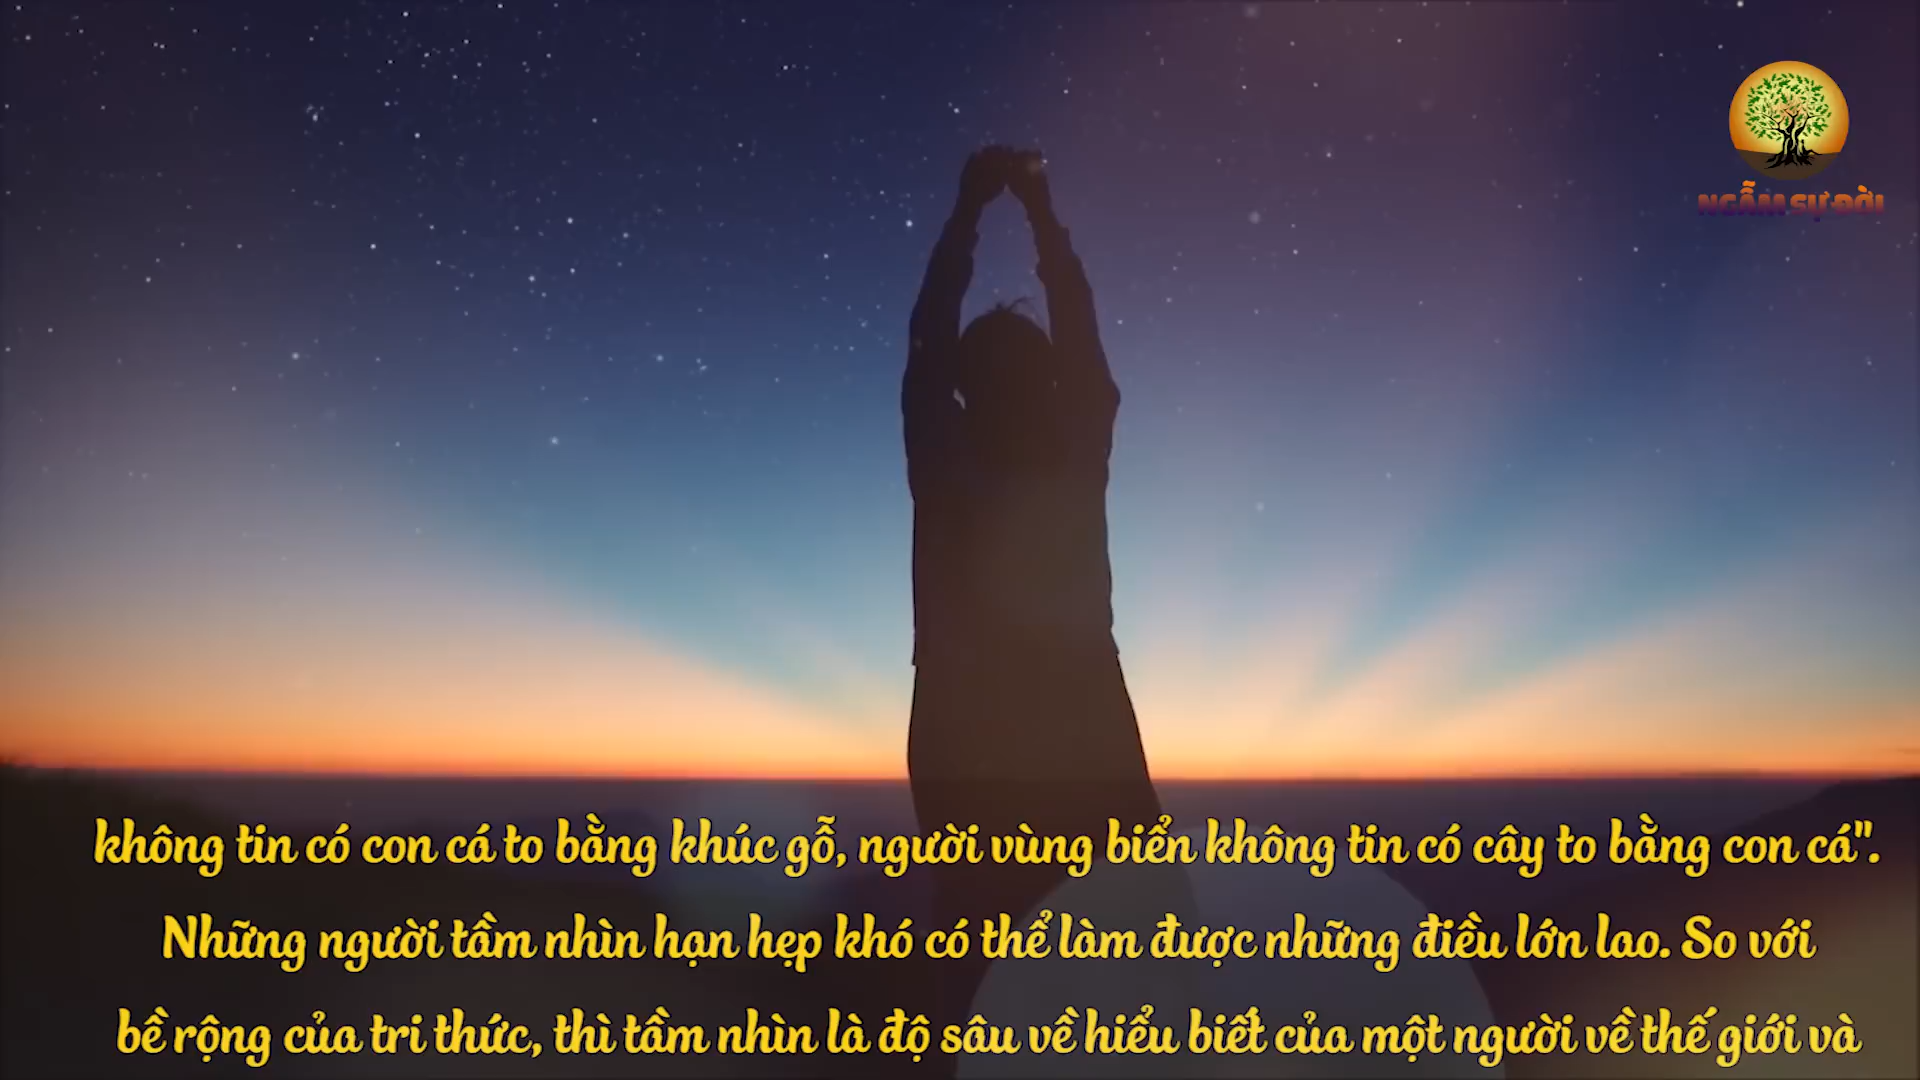 NGẪM SỰ ĐỜI
không tin có con cá to bằng khúc gỗ, người vùng biển không tin có cây to bằng con cá".
Những người tầm nhìn hạn hẹp khó có thể làm được những điều lớn lao. So với
bề rộng của tri thức, thì tầm nhìn là độ sâu về hiểu biết của một người về thế giới và